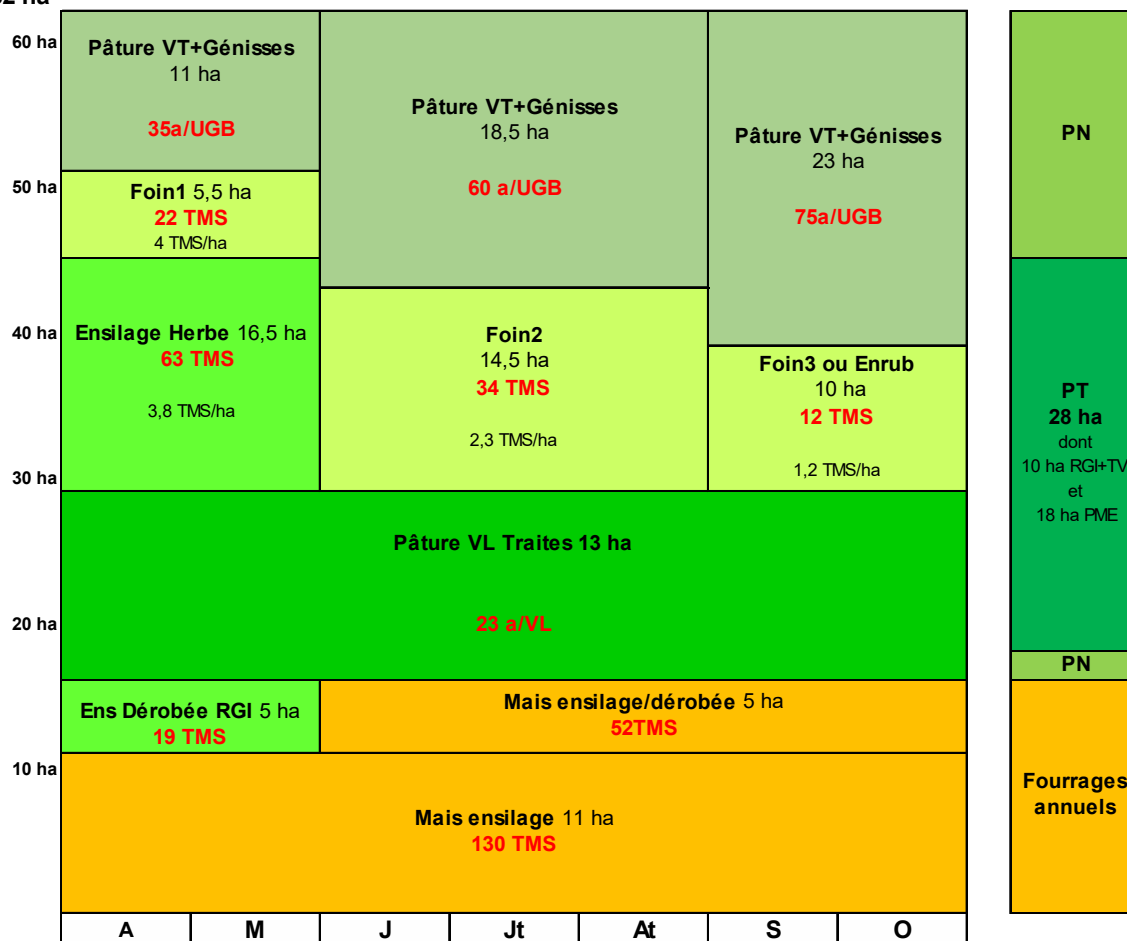 60 ha
50 ha
40 ha
30 ha
20 ha
10 ha
Pâture VT+Génisses
11 ha
35a/UGB
Foin1 5,5 ha
22 TMS
4 TMS/ha
Ensilage Herbe 16,5 ha
63 TMS
3,8 TMS/ha
Pâture VT+Génisses
18,5 ha
60 a/UGB
Foin2
14,5 ha
34 TMS
2,3 TMS/ha
Pâture VT+Génisses
23 ha
75a/UGB
Foin3 ou Enrub
10 ha
12 TMS
1,2 TMS/ha
Pâture VL Traites 13 ha
23 a/VL
Ens Dérobée RGI 5 ha
19 TMS
Mais ensilage/dérobée 5 ha
52TMS
Mais ensilage 11 ha
130 TMS
A M J Jt At S O
PN
PT
28 ha
dont
10 ha RGI+TV
et
18 ha PME
PN
Fourrages
annuels